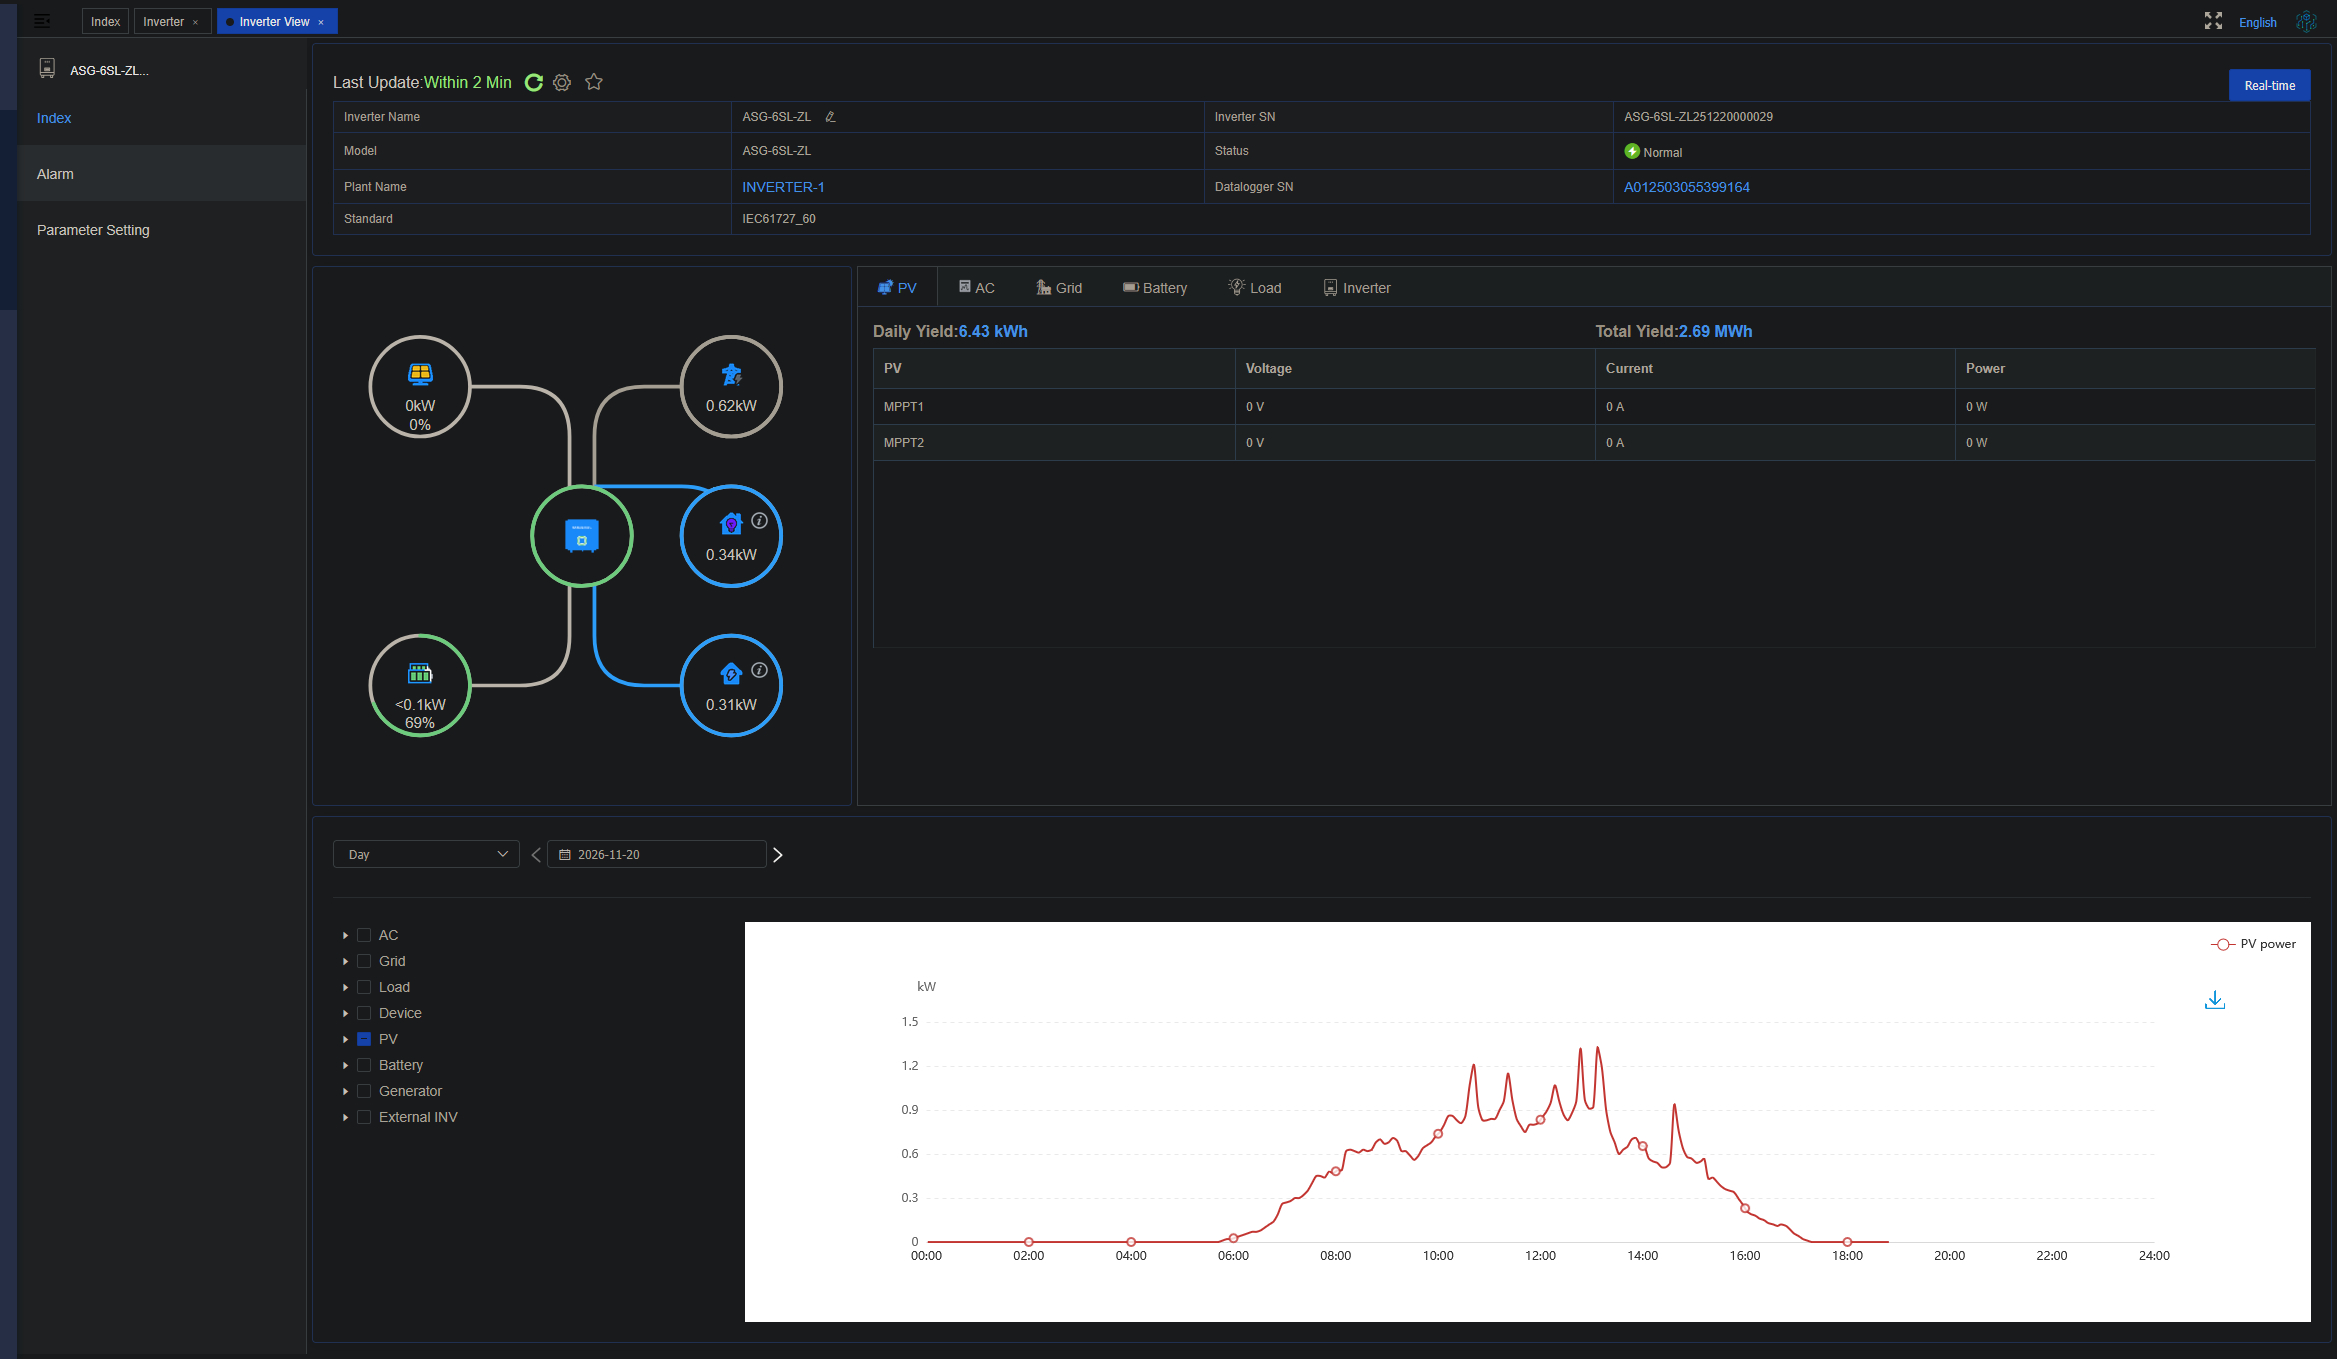 Index Inverter × Inverter View × English
ASG-6SL-ZL...
Index
Alarm
Parameter Setting
Last Update:Within 2 Min
Real-time
Inverter Name ASG-6SL-ZL Inverter SN ASG-6SL-ZL251220000029
Model ASG-6SL-ZL Status Normal
Plant Name INVERTER-1 Datalogger SN A012503055399164
Standard IEC61727_60
0kW
0%
0.62kW
0.34kW
<0.1kW
69%
0.31kW
PV AC Grid Battery Load Inverter
Daily Yield:6.43 kWh Total Yield:2.69 MWh
PV Voltage Current Power
MPPT1 0 V 0 A 0 W
MPPT2 0 V 0 A 0 W
Day 2026-11-20
AC
Grid
Load
Device
PV
Battery
Generator
External INV
PV power
kW
1.5
1.2
0.9
0.6
0.3
0
00:00 02:00 04:00 06:00 08:00 10:00 12:00 14:00 16:00 18:00 20:00 22:00 24:00